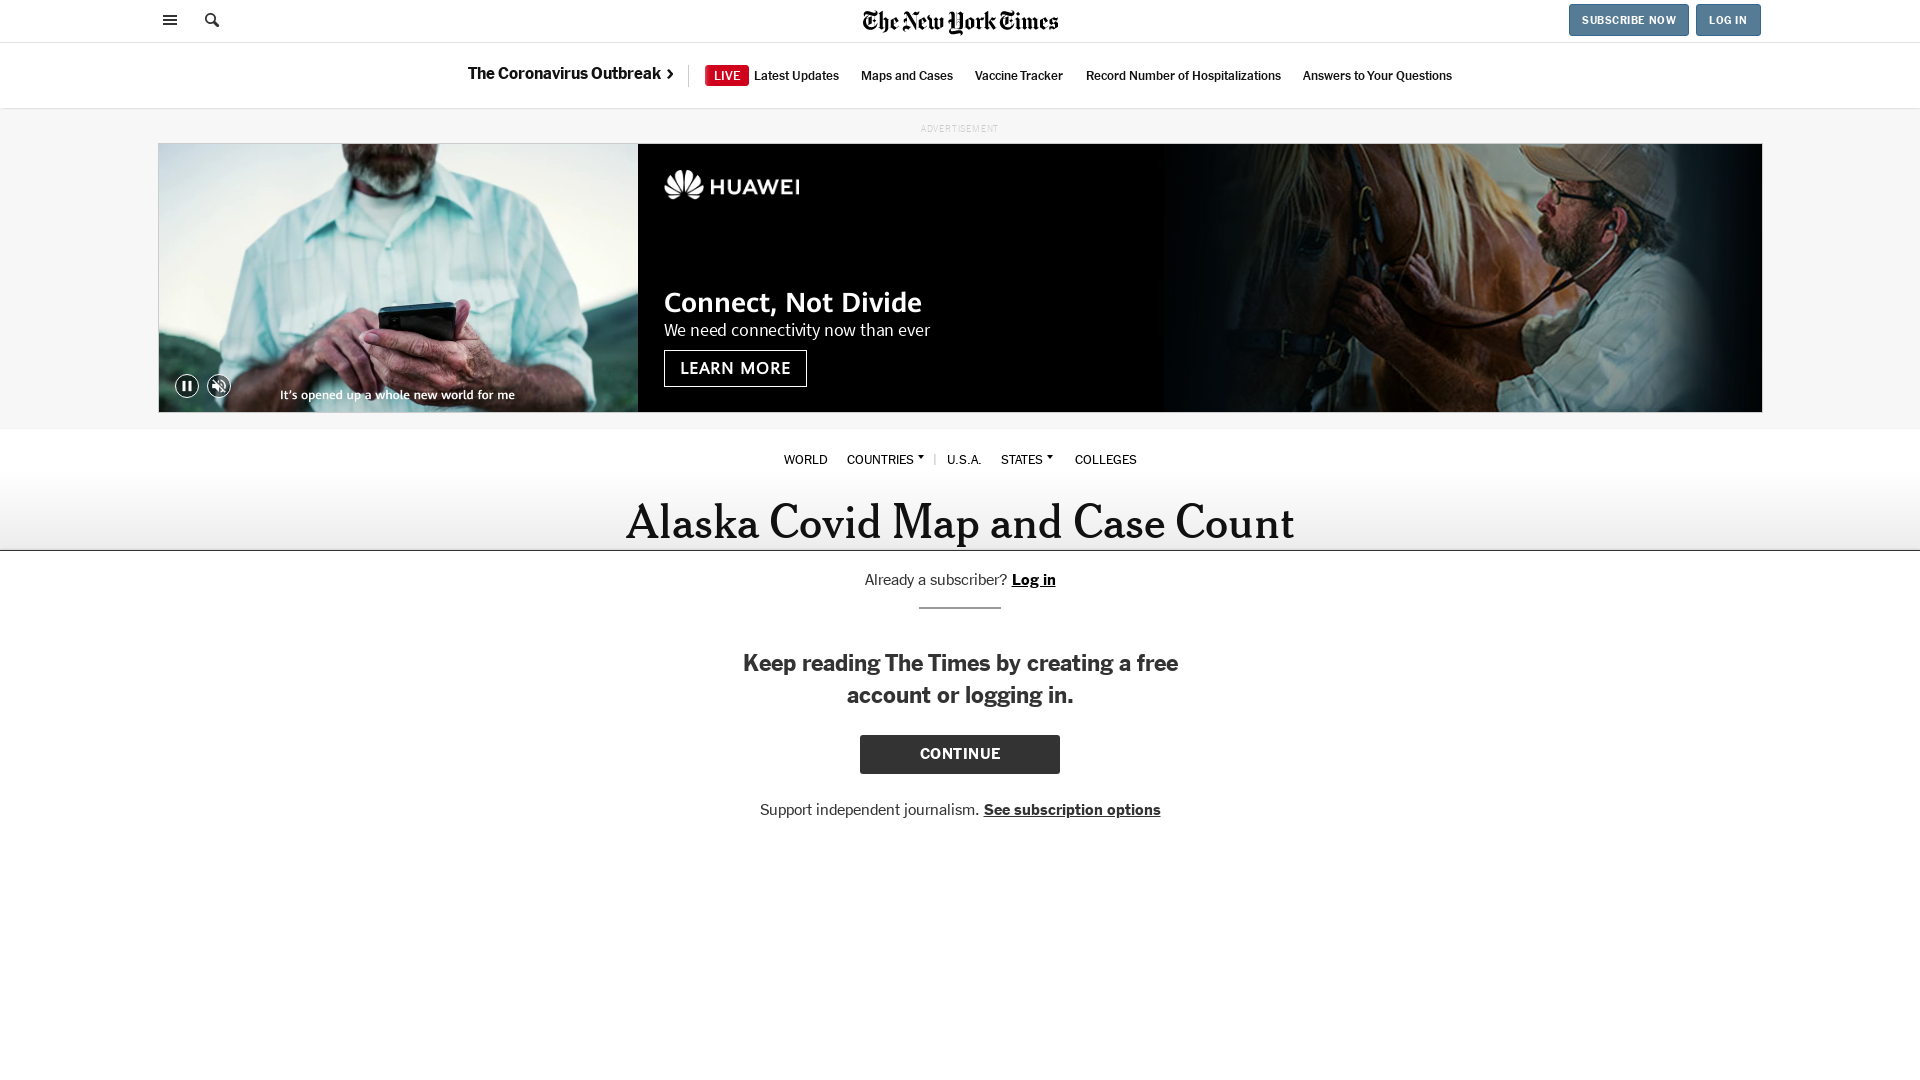 The New York Times
SUBSCRIBE NOW
LOG IN
The Coronavirus Outbreak
LIVE Latest Updates
Maps and Cases
Vaccine Tracker
Record Number of Hospitalizations
Answers to Your Questions
ADVERTISEMENT
HUAWEI
Connect, Not Divide
We need connectivity now than ever
LEARN MORE
It's opened up a whole new world for me
WORLD COUNTRIES | U.S.A. STATES COLLEGES
Alaska Covid Map and Case Count
Already a subscriber? Log in
Keep reading The Times by creating a free
account or logging in.
CONTINUE
Support independent journalism. See subscription options